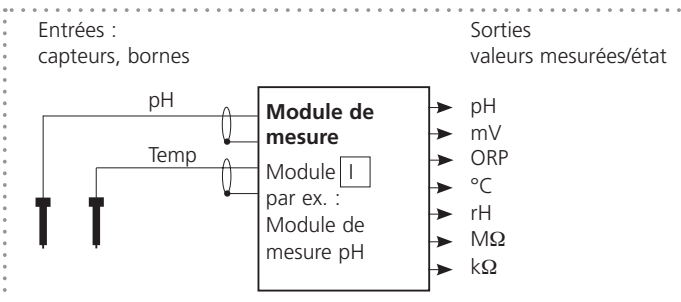 Entrées :
capteurs, bornes
Sorties
valeurs mesurées/état
pH
Temp
Module de
mesure
Module I
par ex. :
Module de
mesure pH
pH
mV
ORP
°C
rH
MΩ
kΩ